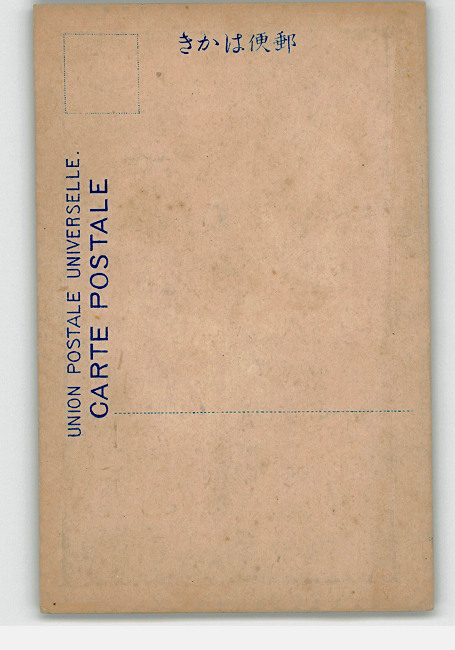 きかは便郵
UNION POSTALE UNIVERSELLE.
CARTE POSTALE